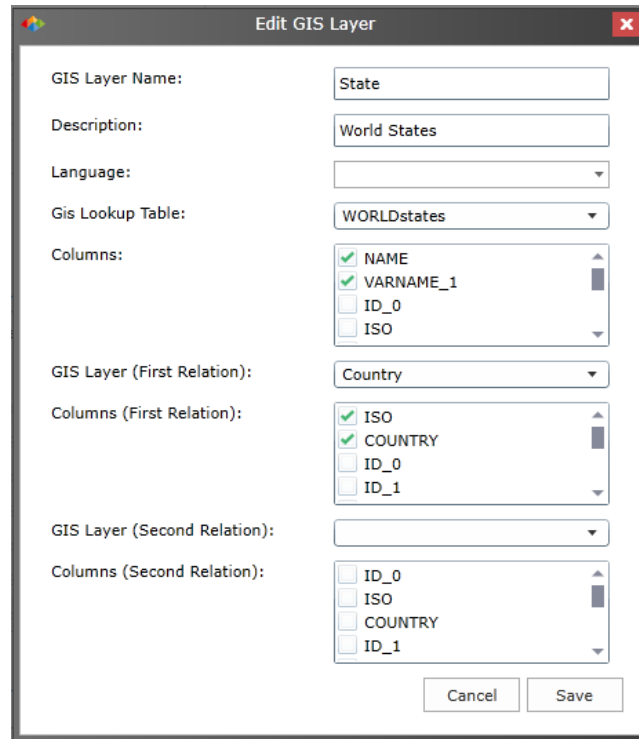 Edit GIS Layer
GIS Layer Name:
State
Description:
World States
Language:
Gis Lookup Table:
WORLDstates
Columns:
NAME
VARNAME_1
ID_0
ISO
GIS Layer (First Relation):
Country
Columns (First Relation):
ISO
COUNTRY
ID_0
ID_1
GIS Layer (Second Relation):
Columns (Second Relation):
ID_0
ISO
COUNTRY
ID_1
Cancel
Save